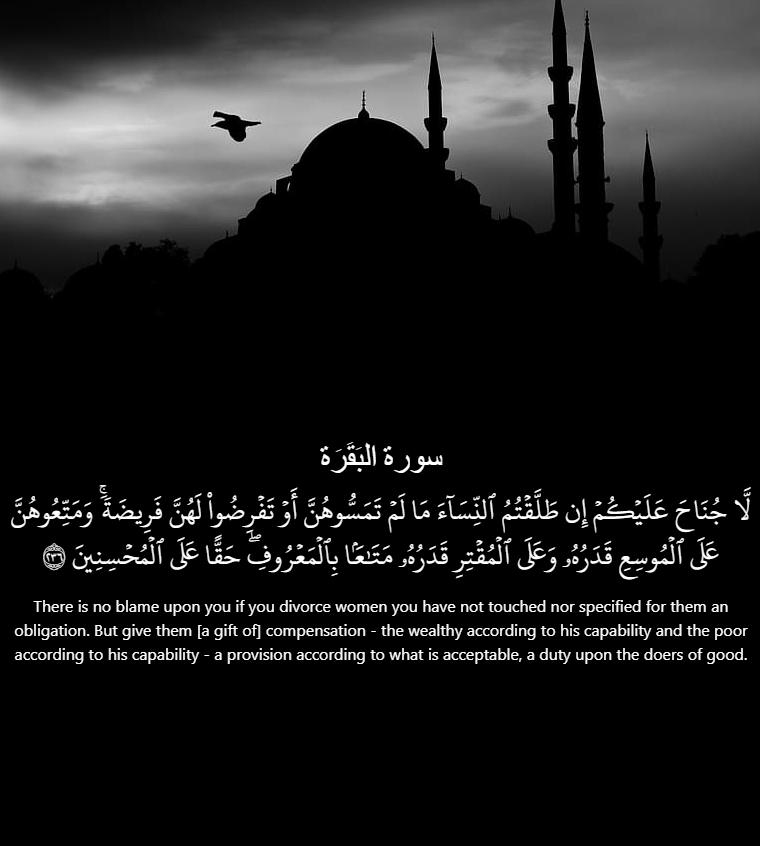 سورة البَقَرَة
لَّا جُنَاحَ عَلَيۡكُمۡ إِن طَلَّقۡتُمُ ٱلنِّسَآءَ مَا لَمۡ تَمَسُّوهُنَّ أَوۡ تَفۡرِضُواْ لَهُنَّ فَرِيضَةٗۚ وَمَتِّعُوهُنَّ
عَلَى ٱلۡمُوسِعِ قَدَرُهُۥ وَعَلَى ٱلۡمُقۡتِرِ قَدَرُهُۥ مَتَٰعَۢا بِٱلۡمَعۡرُوفِۖ حَقًّا عَلَى ٱلۡمُحۡسِنِينَ ٢٣٦
There is no blame upon you if you divorce women you have not touched nor specified for them an
obligation. But give them [a gift of] compensation - the wealthy according to his capability and the poor
according to his capability - a provision according to what is acceptable, a duty upon the doers of good.